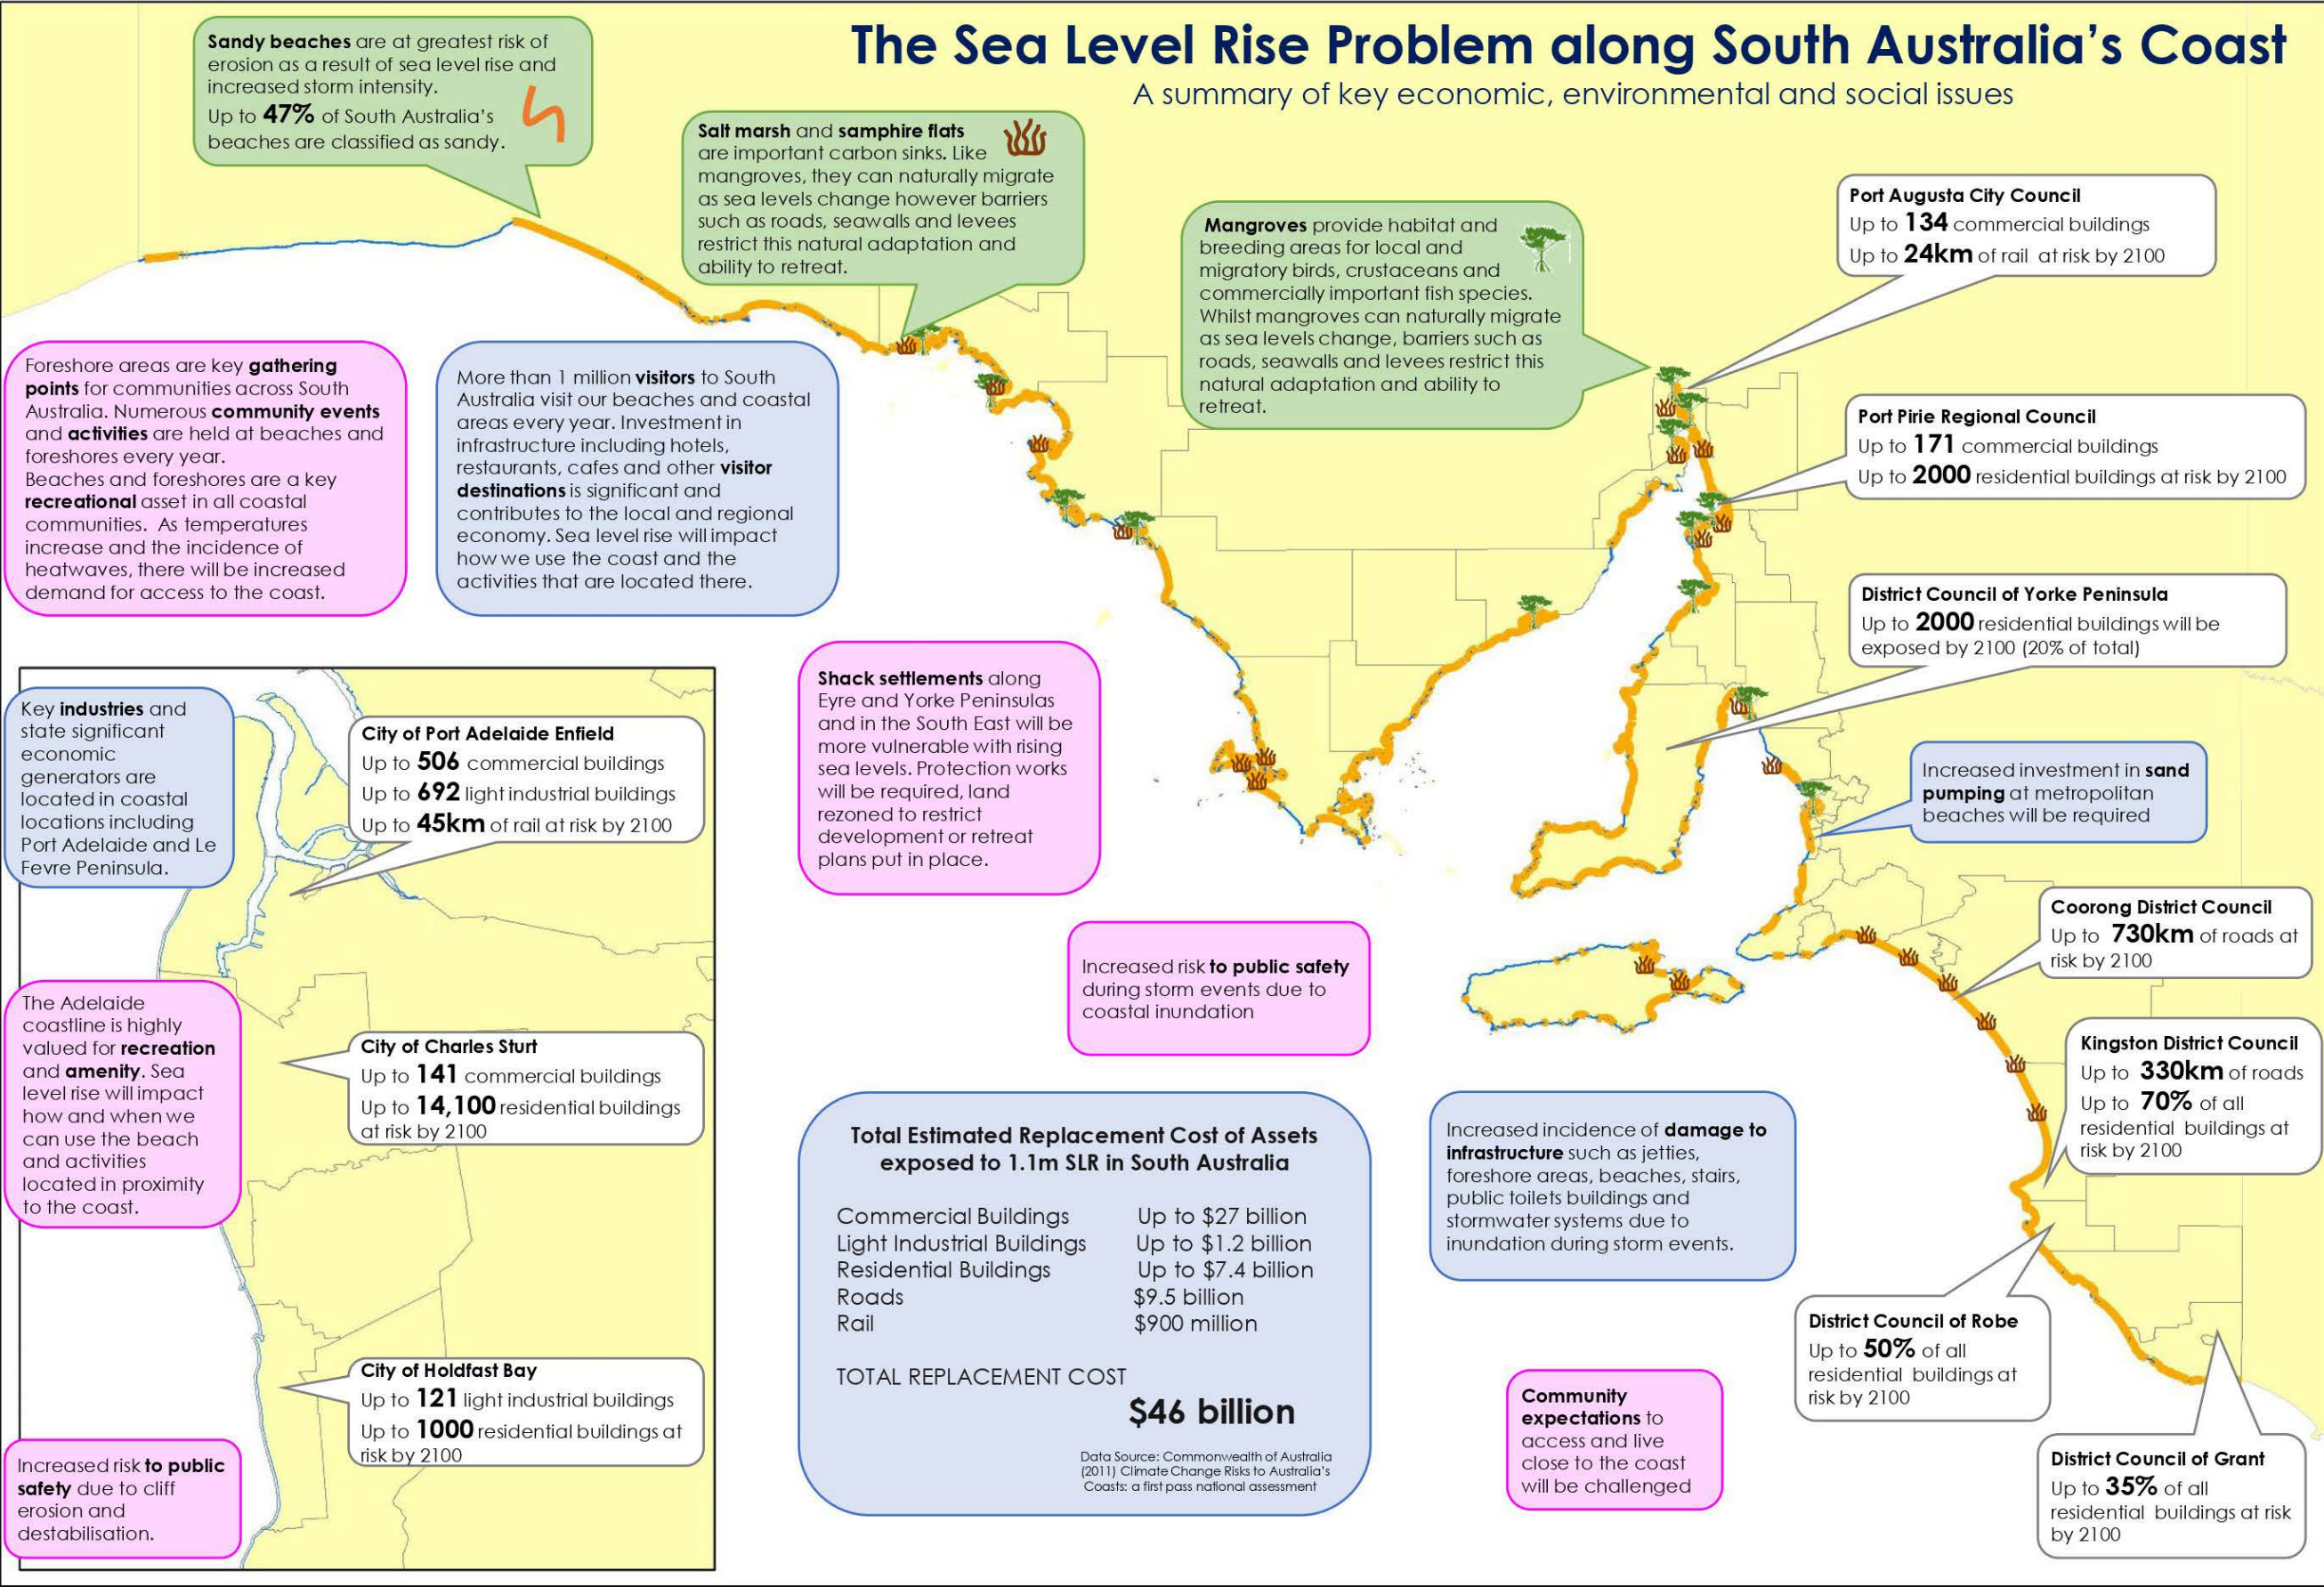 The Sea Level Rise Problem along South Australia's Coast
A summary of key economic, environmental and social issues
Sandy beaches are at greatest risk of
erosion as a result of sea level rise and
increased storm intensity.
Up to 47% of South Australia's
beaches are classified as sandy.
Salt marsh and samphire flats
are important carbon sinks. Like
mangroves, they can naturally migrate
as sea levels change however barriers
such as roads, seawalls and levees
restrict this natural adaptation and
ability to retreat.
Mangroves provide habitat and
breeding areas for local and
migratory birds, crustaceans and
commercially important fish species.
Whilst mangroves can naturally migrate
as sea levels change, barriers such as
roads, seawalls and levees restrict this
natural adaptation and ability to
retreat.
Port Augusta City Council
Up to 134 commercial buildings
Up to 24km of rail at risk by 2100
Foreshore areas are key gathering
points for communities across South
Australia. Numerous community events
and activities are held at beaches and
foreshores every year.
Beaches and foreshores are a key
recreational asset in all coastal
communities. As temperatures
increase and the incidence of
heatwaves, there will be increased
demand for access to the coast.
More than 1 million visitors to South
Australia visit our beaches and coastal
areas every year. Investment in
infrastructure including hotels,
restaurants, cafes and other visitor
destinations is significant and
contributes to the local and regional
economy. Sea level rise will impact
how we use the coast and the
activities that are located there.
Port Pirie Regional Council
Up to 171 commercial buildings
Up to 2000 residential buildings at risk by 2100
District Council of Yorke Peninsula
Up to 2000 residential buildings will be
exposed by 2100 (20% of total)
Shack settlements along
Eyre and Yorke Peninsulas
and in the South East will be
more vulnerable with rising
sea levels. Protection works
will be required, land
rezoned to restrict
development or retreat
plans put in place.
Key industries and
state significant
economic
generators are
located in coastal
locations including
Port Adelaide and Le
Fevre Peninsula.
City of Port Adelaide Enfield
Up to 506 commercial buildings
Up to 692 light industrial buildings
Up to 45km of rail at risk by 2100
Increased investment in sand
pumping at metropolitan
beaches will be required
Coorong District Council
Up to 730km of roads at
risk by 2100
Increased risk to public safety
during storm events due to
coastal inundation
The Adelaide
coastline is highly
valued for recreation
and amenity. Sea
level rise will impact
how and when we
can use the beach
and activities
located in proximity
to the coast.
City of Charles Sturt
Up to 141 commercial buildings
Up to 14,100 residential buildings
at risk by 2100
Kingston District Council
Up to 330km of roads
Up to 70% of all
residential buildings at
risk by 2100
Total Estimated Replacement Cost of Assets
exposed to 1.1m SLR in South Australia
Commercial Buildings Up to $27 billion
Light Industrial Buildings Up to $1.2 billion
Residential Buildings Up to $7.4 billion
Roads $9.5 billion
Rail $900 million
TOTAL REPLACEMENT COST
$46 billion
Data Source: Commonwealth of Australia
(2011) Climate Change Risks to Australia's
Coasts: a first pass national assessment
Increased incidence of damage to
infrastructure such as jetties,
foreshore areas, beaches, stairs,
public toilets buildings and
stormwater systems due to
inundation during storm events.
District Council of Robe
Up to 50% of all
residential buildings at
risk by 2100
City of Holdfast Bay
Up to 121 light industrial buildings
Up to 1000 residential buildings at
risk by 2100
Community
expectations to
access and live
close to the coast
will be challenged
Increased risk to public
safety due to cliff
erosion and
destabilisation.
District Council of Grant
Up to 35% of all
residential buildings at risk
by 2100